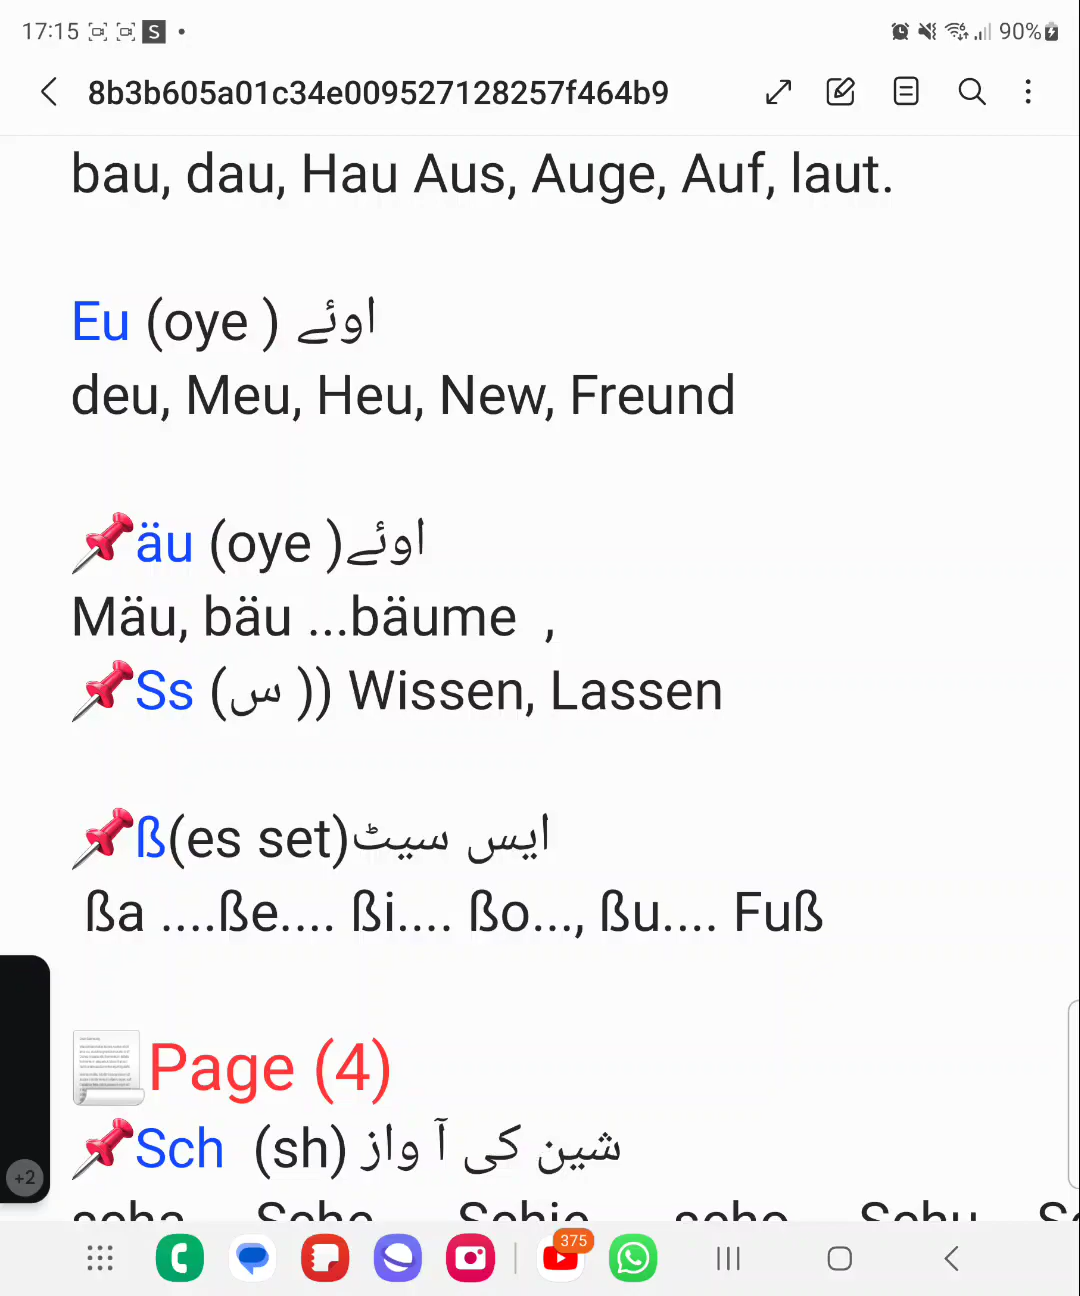 17:15 S 90%
8b3b605a01c34e009527128257f464b9
bau, dau, Hau Aus, Auge, Auf, laut.
Eu (oye ) اوئے
deu, Meu, Heu, New, Freund
📌äu (oye )اوئے
Mäu, bäu ...bäume ,
📌Ss (س )) Wissen, Lassen
📌ß(es set)ایس سیٹ
ßa ....ße.... ßi.... ßo..., ßu.... Fuß
Page (4)
📌Sch (sh) شین کی آ واز
+2
375